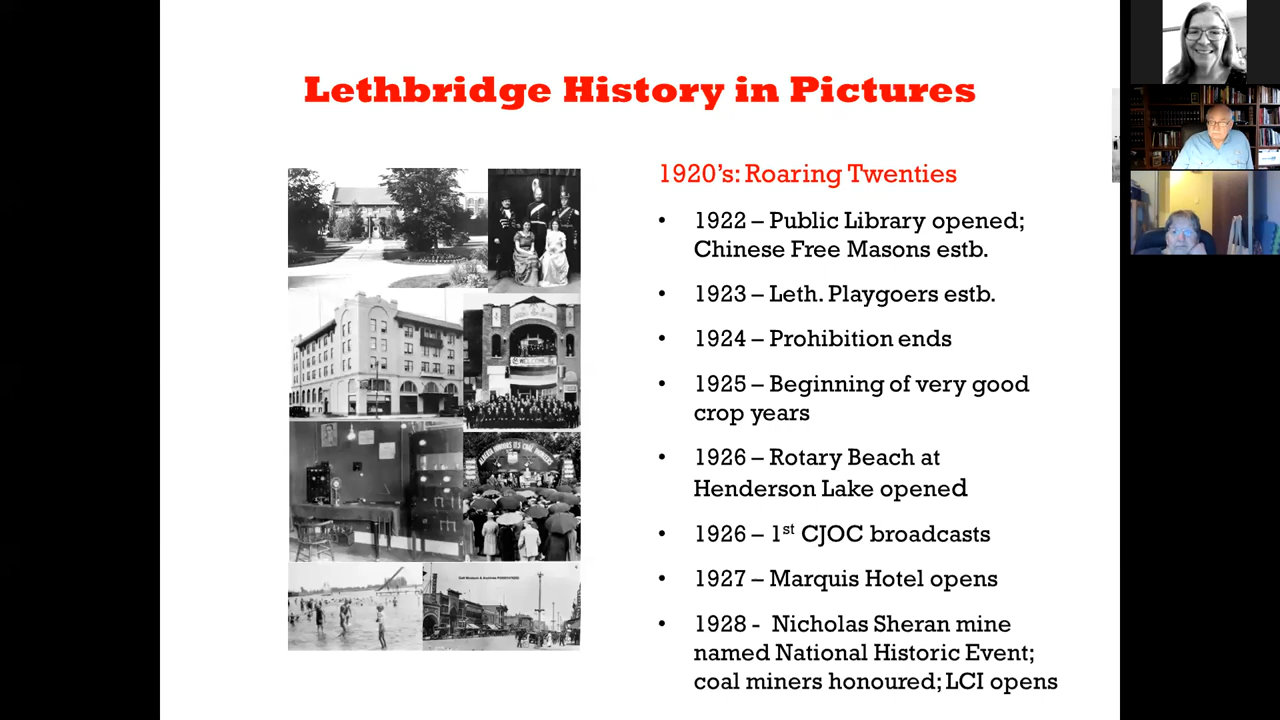 Lethbridge History in Pictures
1920's: Roaring Twenties
• 1922 – Public Library opened;
Chinese Free Masons estb.
• 1923 – Leth. Playgoers estb.
• 1924 – Prohibition ends
• 1925 – Beginning of very good
crop years
• 1926 – Rotary Beach at
Henderson Lake opened
• 1926 – 1st CJOC broadcasts
• 1927 – Marquis Hotel opens
• 1928 - Nicholas Sheran mine
named National Historic Event;
coal miners honoured; LCI opens
WELCOME